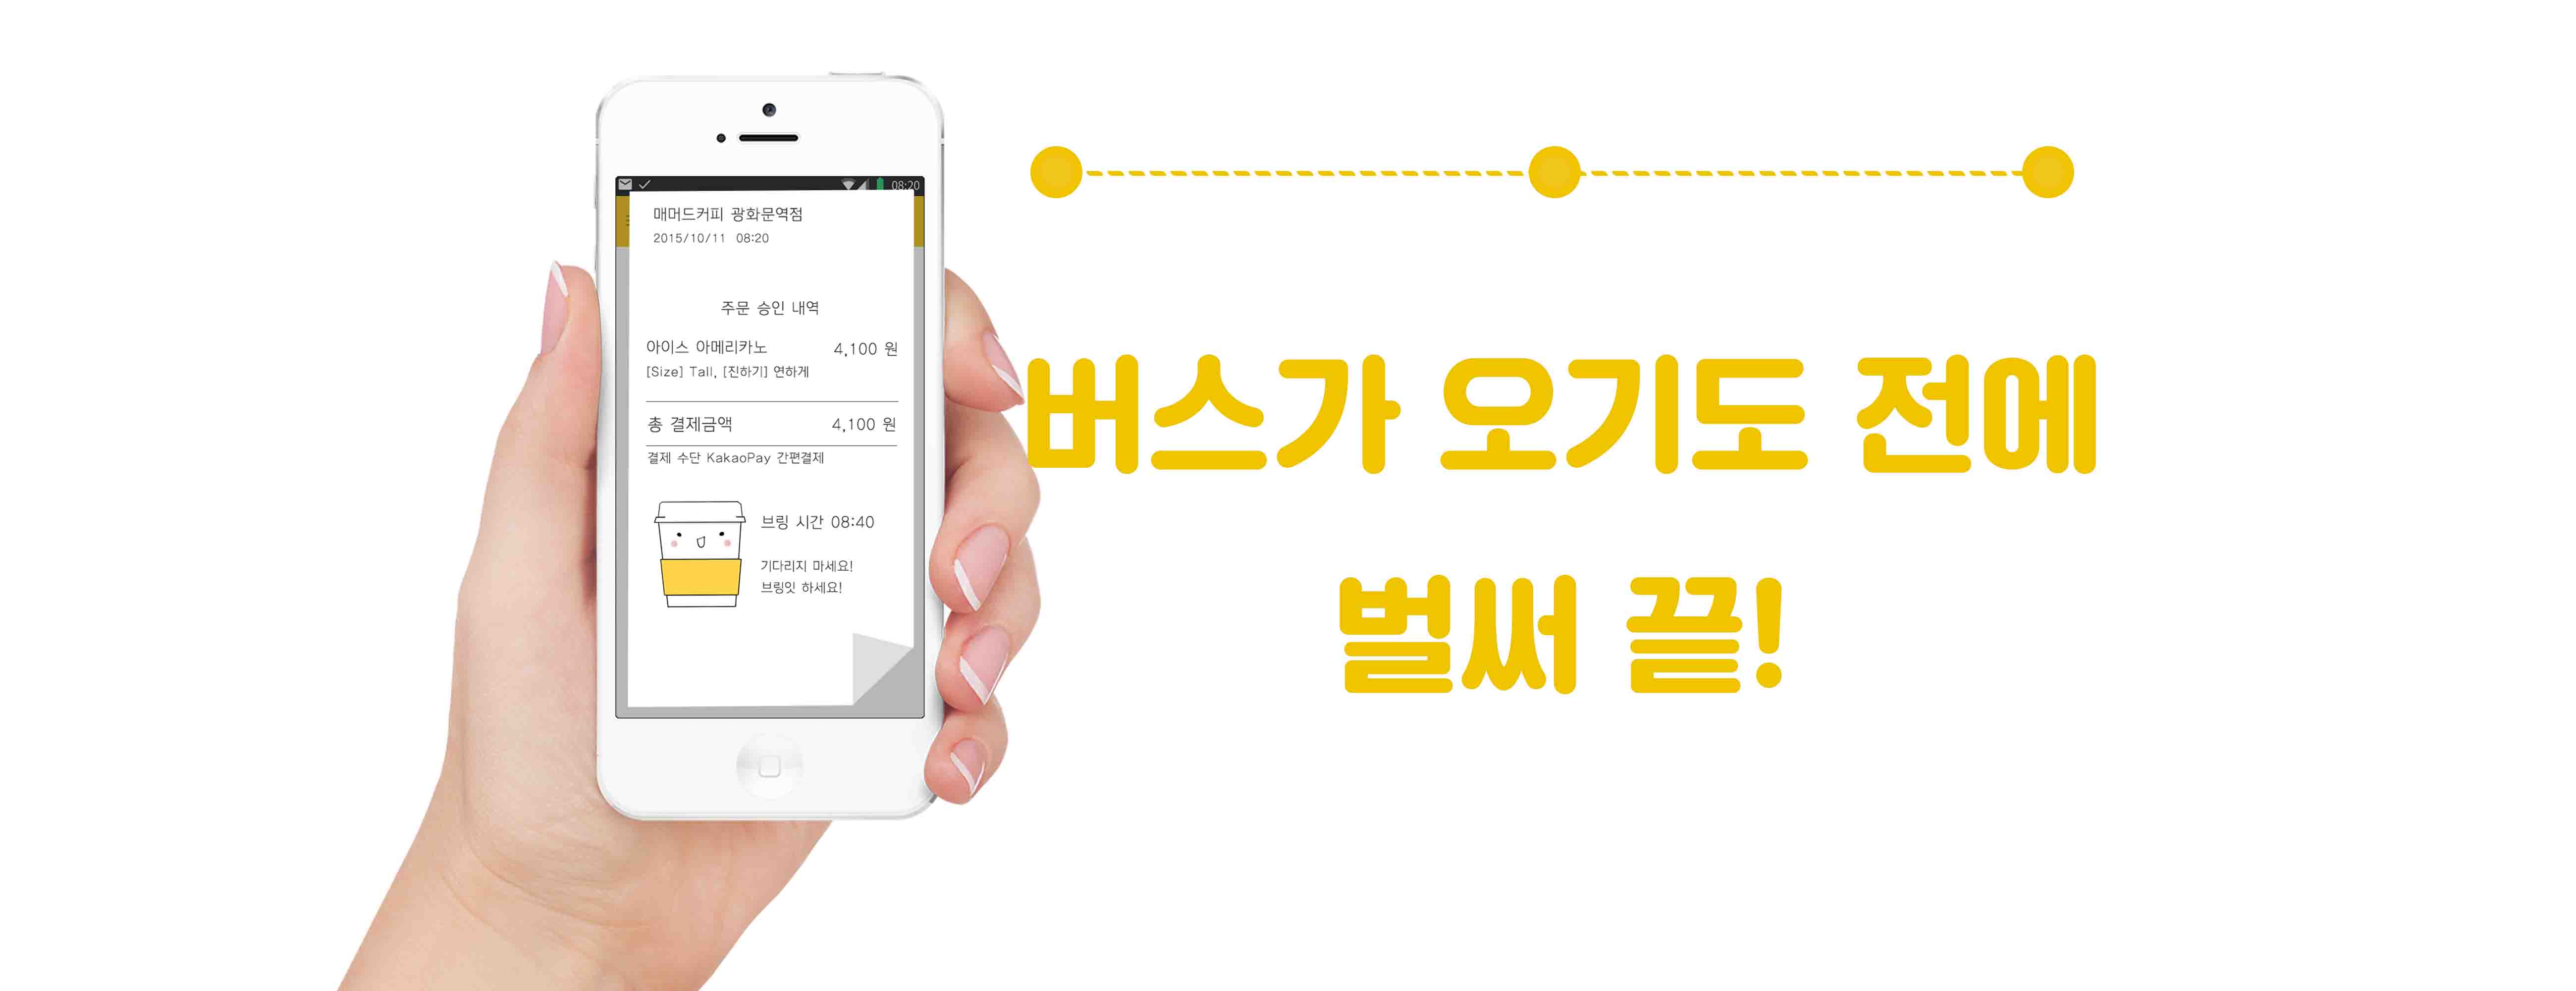 08:20
매머드커피 광화문역점
2015/10/11 08:20
주문 승인 내역
아이스 아메리카노 4,100 원
[Size] Tall, [진하기] 연하게
총 결제금액 4,100 원
결제 수단 KakaoPay 간편결제
브링 시간 08:40
기다리지 마세요!
브링잇 하세요!
버스가 오기도 전에
벌써 끝!